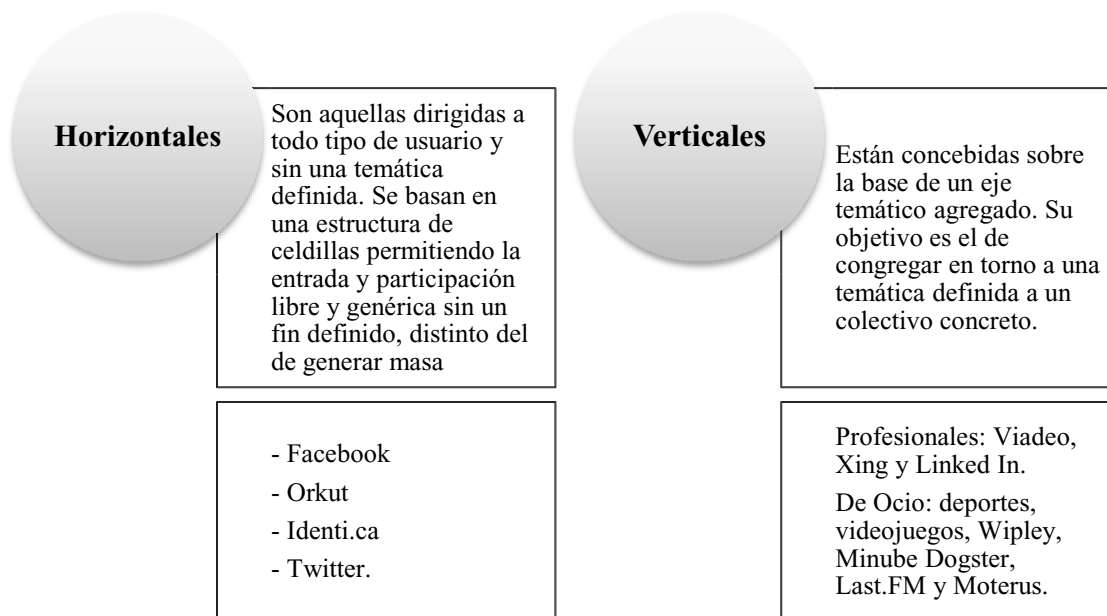 Horizontales
Son aquellas dirigidas a
todo tipo de usuario y
sin una temática
definida. Se basan en
una estructura de
celdillas permitiendo la
entrada y participación
libre y genérica sin un
fin definido, distinto del
de generar masa
- Facebook
- Orkut
- Identi.ca
- Twitter.
Verticales
Están concebidas sobre
la base de un eje
temático agregado. Su
objetivo es el de
congregar en torno a una
temática definida a un
colectivo concreto.
Profesionales: Viadeo,
Xing y Linked In.
De Ocio: deportes,
videojuegos, Wipley,
Minube Dogster,
Last.FM y Moterus.